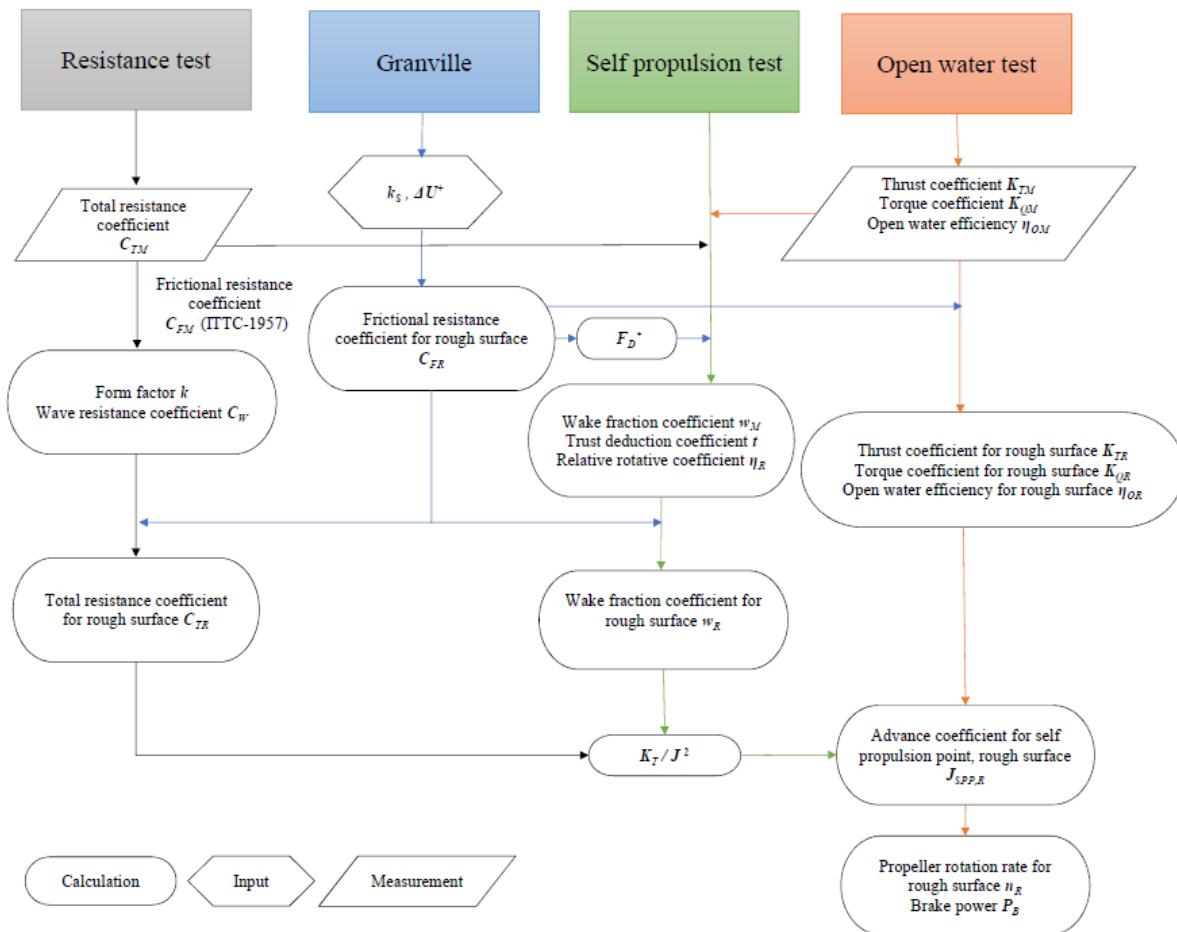 Resistance test
Granville
Self propulsion test
Open water test
k_S , ΔU⁺
Total resistance
coefficient
C_TM
Thrust coefficient K_TM
Torque coefficient K_QM
Open water efficiency η_OM
Frictional resistance
coefficient
C_FM (ITTC-1957)
Frictional resistance
coefficient for rough surface
C_FR
F_D*
Form factor k
Wave resistance coefficient C_W
Wake fraction coefficient w_M
Trust deduction coefficient t
Relative rotative coefficient η_R
Thrust coefficient for rough surface K_TR
Torque coefficient for rough surface K_QR
Open water efficiency for rough surface η_OR
Total resistance coefficient
for rough surface C_TR
Wake fraction coefficient for
rough surface w_R
K_T / J²
Advance coefficient for self
propulsion point, rough surface
J_SPP,R
Propeller rotation rate for
rough surface n_R
Brake power P_B
Calculation
Input
Measurement